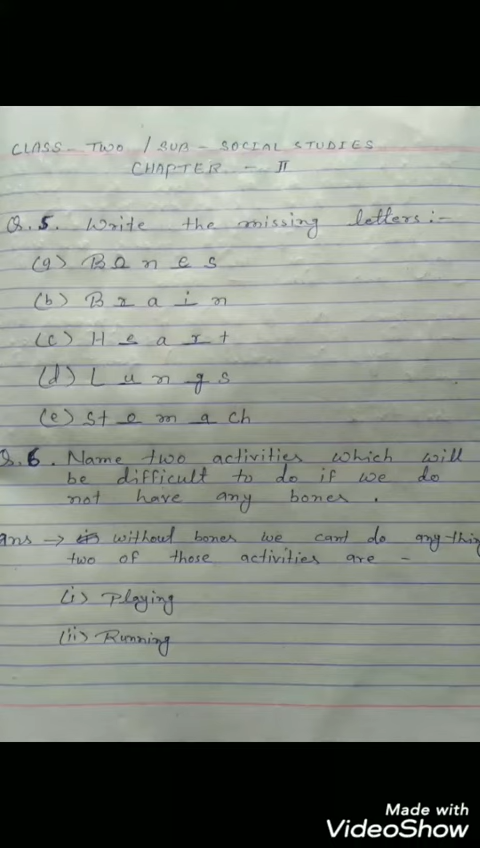 CLASS - TWO / SUB - SOCIAL STUDIES
CHAPTER - II
Q. 5. Write the missing letters :-
(a) B o n e s
(b) B r a i n
(c) H e a r t
(d) L u n g s
(e) St o m a ch
Q. 6. Name two activities which will
be difficult to do if we do
not have any bones .
Ans → without bones we cant do any-thing
two of those activities are -
(i) Playing
(ii) Running
Made with
VideoShow